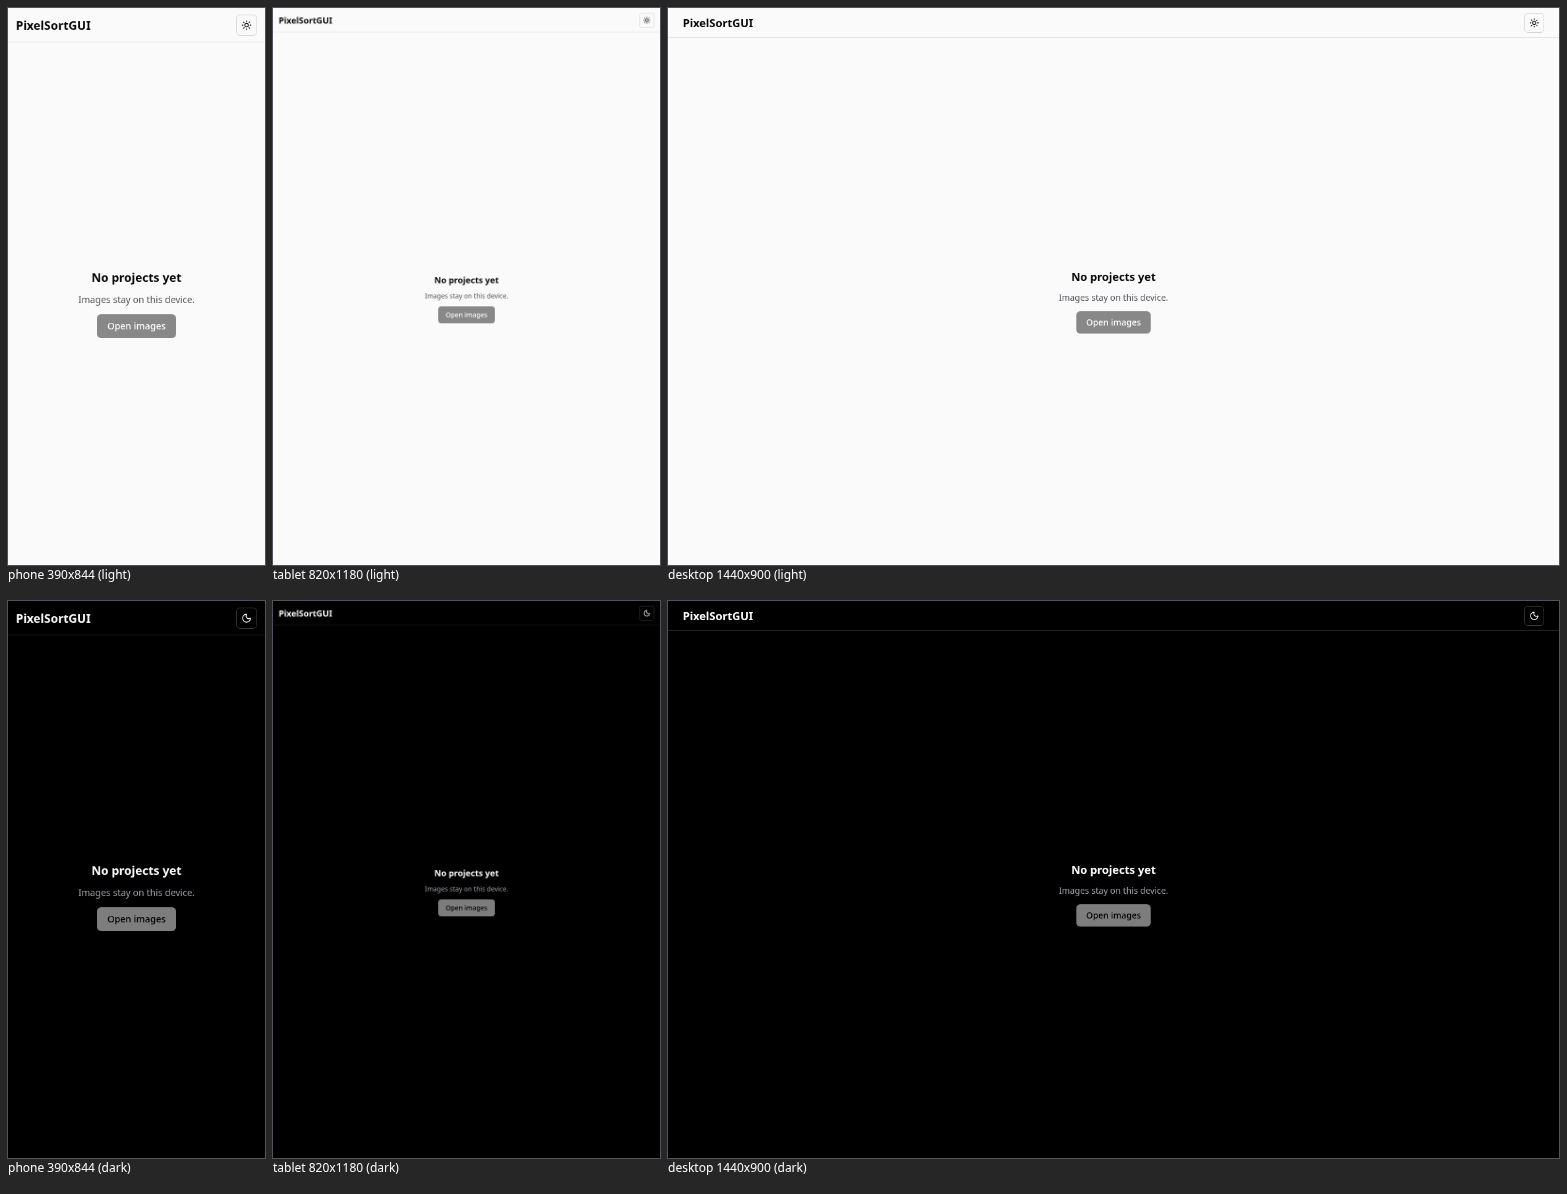 PixelSortGUI
No projects yet
Images stay on this device.
Open images
phone 390x844 (light)
PixelSortGUI
No projects yet
Images stay on this device.
Open images
tablet 820x1180 (light)
PixelSortGUI
No projects yet
Images stay on this device.
Open images
desktop 1440x900 (light)
PixelSortGUI
No projects yet
Images stay on this device.
Open images
phone 390x844 (dark)
PixelSortGUI
No projects yet
Images stay on this device.
Open images
tablet 820x1180 (dark)
PixelSortGUI
No projects yet
Images stay on this device.
Open images
desktop 1440x900 (dark)